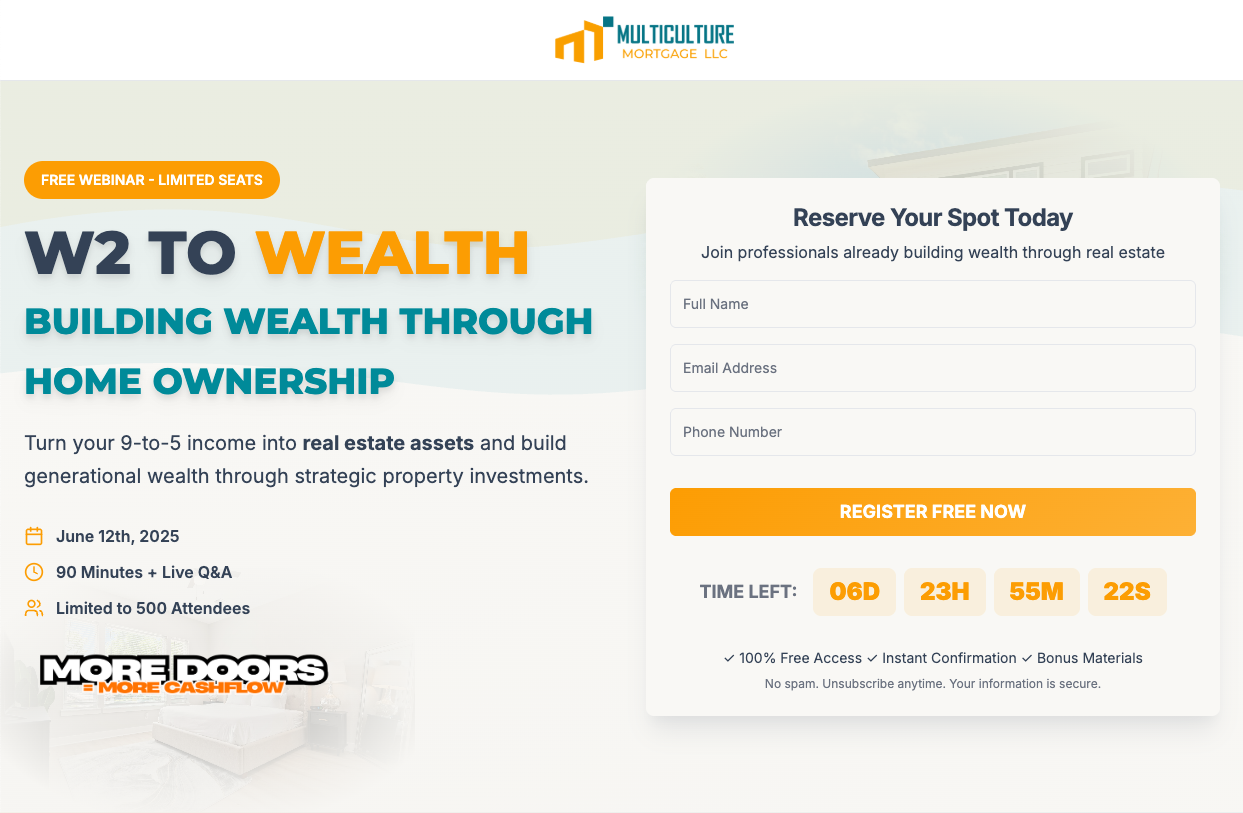 MULTICULTURE
MORTGAGE LLC
FREE WEBINAR - LIMITED SEATS
W2 TO WEALTH
BUILDING WEALTH THROUGH
HOME OWNERSHIP
Turn your 9-to-5 income into real estate assets and build
generational wealth through strategic property investments.
June 12th, 2025
90 Minutes + Live Q&A
Limited to 500 Attendees
MORE DOORS
= MORE CASHFLOW
Reserve Your Spot Today
Join professionals already building wealth through real estate
Full Name
Email Address
Phone Number
REGISTER FREE NOW
TIME LEFT: 06D 23H 55M 22S
✓ 100% Free Access ✓ Instant Confirmation ✓ Bonus Materials
No spam. Unsubscribe anytime. Your information is secure.